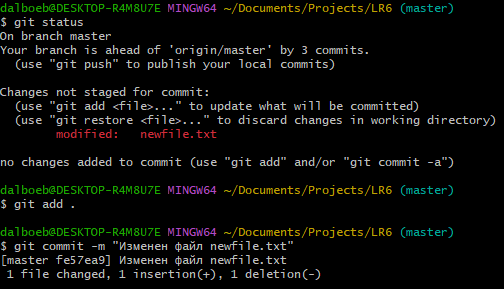 dalboeb@DESKTOP-R4M8U7E MINGW64 ~/Documents/Projects/LR6 (master)
$ git status
On branch master
Your branch is ahead of 'origin/master' by 3 commits.
  (use "git push" to publish your local commits)

Changes not staged for commit:
  (use "git add <file>..." to update what will be committed)
  (use "git restore <file>..." to discard changes in working directory)
        modified:   newfile.txt

no changes added to commit (use "git add" and/or "git commit -a")

dalboeb@DESKTOP-R4M8U7E MINGW64 ~/Documents/Projects/LR6 (master)
$ git add .

dalboeb@DESKTOP-R4M8U7E MINGW64 ~/Documents/Projects/LR6 (master)
$ git commit -m "Изменен файл newfile.txt"
[master fe57ea9] Изменен файл newfile.txt
 1 file changed, 1 insertion(+), 1 deletion(-)